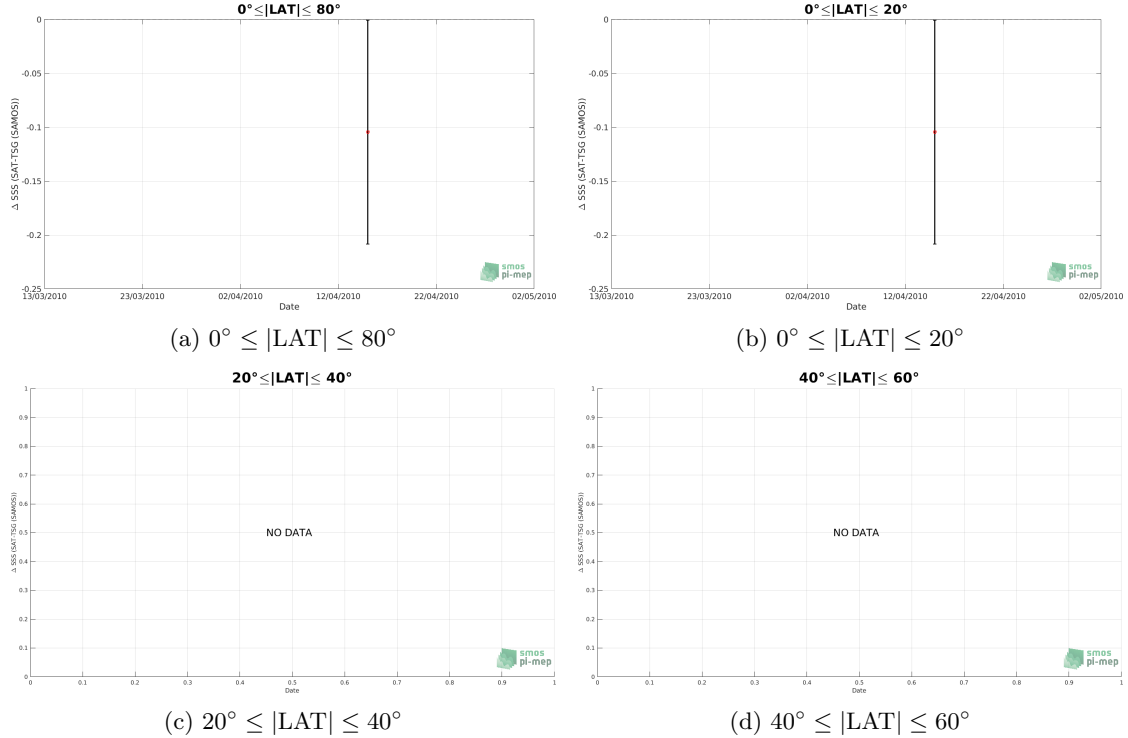 0°≤|LAT|≤ 80°
0
-0.05
-0.1
-0.15
-0.2
-0.25
Δ SSS (SAT-TSG (SAMOS))
13/03/2010 23/03/2010 02/04/2010 12/04/2010 22/04/2010 02/05/2010
Date
smos
pi-mep
(a) 0° ≤ |LAT| ≤ 80°
0°≤|LAT|≤ 20°
0
-0.05
-0.1
-0.15
-0.2
-0.25
Δ SSS (SAT-TSG (SAMOS))
13/03/2010 23/03/2010 02/04/2010 12/04/2010 22/04/2010 02/05/2010
Date
smos
pi-mep
(b) 0° ≤ |LAT| ≤ 20°
20°≤|LAT|≤ 40°
1
0.9
0.8
0.7
0.6
0.5
0.4
0.3
0.2
0.1
0
Δ SSS (SAT-TSG (SAMOS))
NO DATA
0 0.1 0.2 0.3 0.4 0.5 0.6 0.7 0.8 0.9 1
Date
smos
pi-mep
(c) 20° ≤ |LAT| ≤ 40°
40°≤|LAT|≤ 60°
1
0.9
0.8
0.7
0.6
0.5
0.4
0.3
0.2
0.1
0
Δ SSS (SAT-TSG (SAMOS))
NO DATA
0 0.1 0.2 0.3 0.4 0.5 0.6 0.7 0.8 0.9 1
Date
smos
pi-mep
(d) 40° ≤ |LAT| ≤ 60°